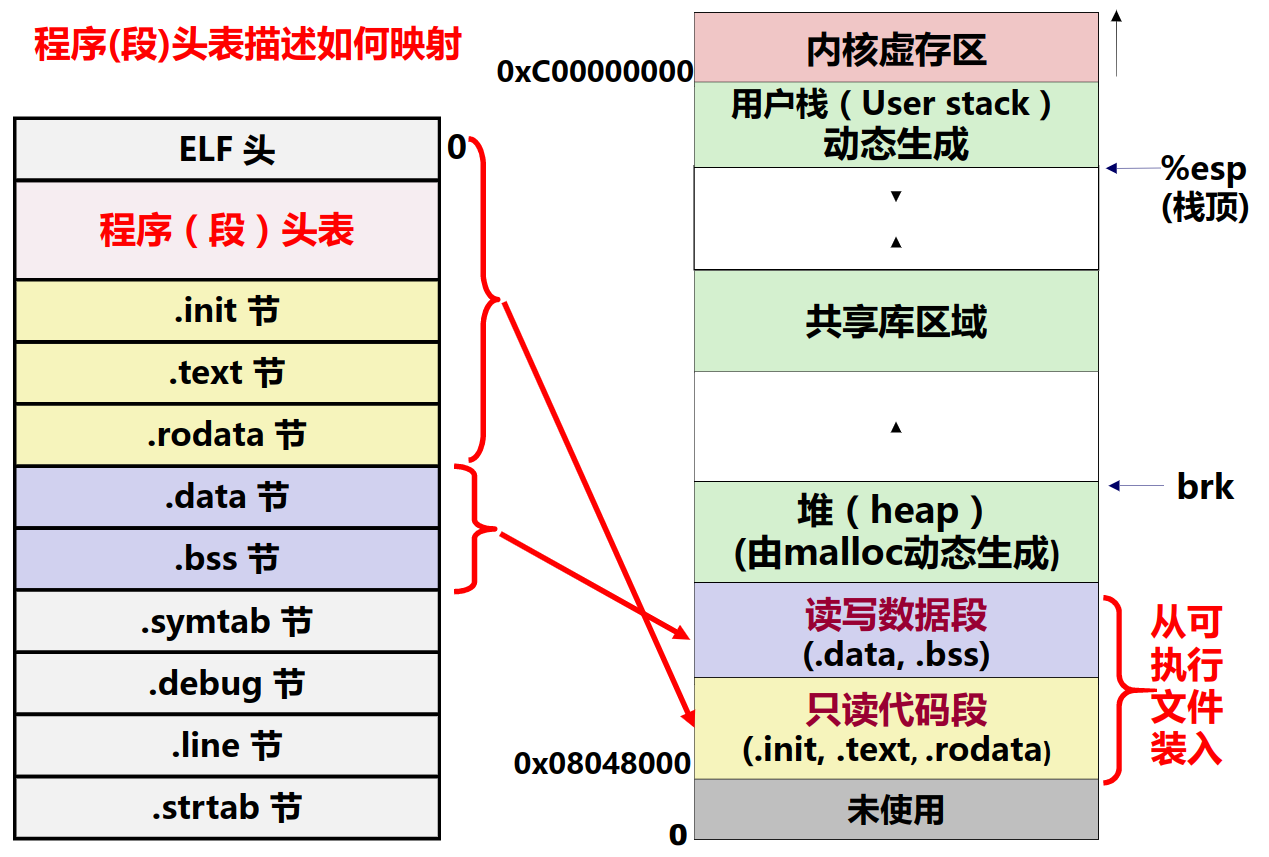 程序(段)头表描述如何映射
ELF 头
0
程序（段）头表
.init 节
.text 节
.rodata 节
.data 节
.bss 节
.symtab 节
.debug 节
.line 节
.strtab 节
0xC00000000
内核虚存区
用户栈（User stack）
动态生成
%esp
(栈顶)
共享库区域
brk
堆（heap）
(由malloc动态生成)
读写数据段
(.data, .bss)
只读代码段
(.init, .text, .rodata)
0x08048000
未使用
0
从可
执行
文件
装入